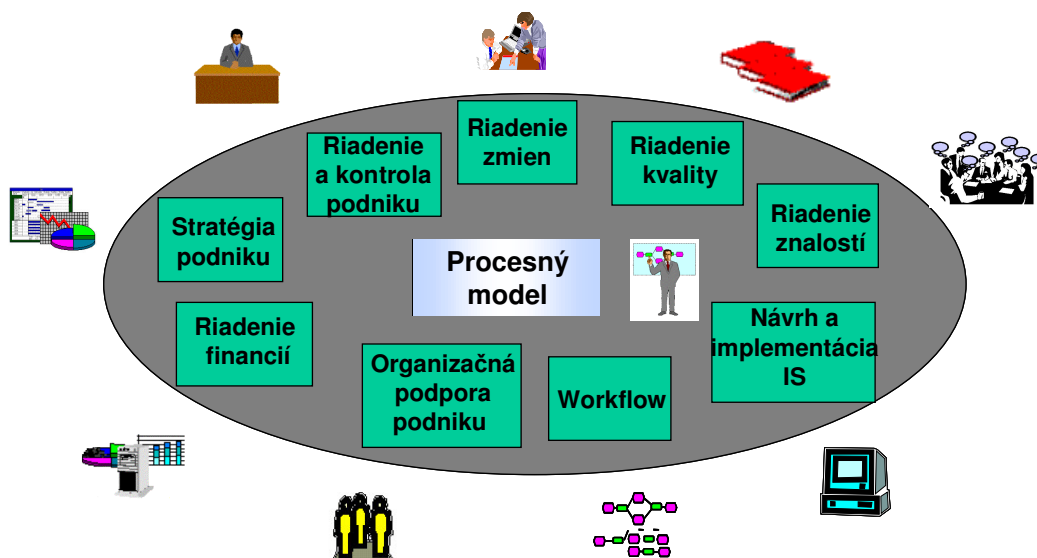 Riadenie
zmien
Riadenie
a kontrola
podniku
Riadenie
kvality
Riadenie
znalostí
Stratégia
podniku
Procesný
model
Riadenie
financií
Návrh a
implementácia
IS
Organizačná
podpora
podniku
Workflow